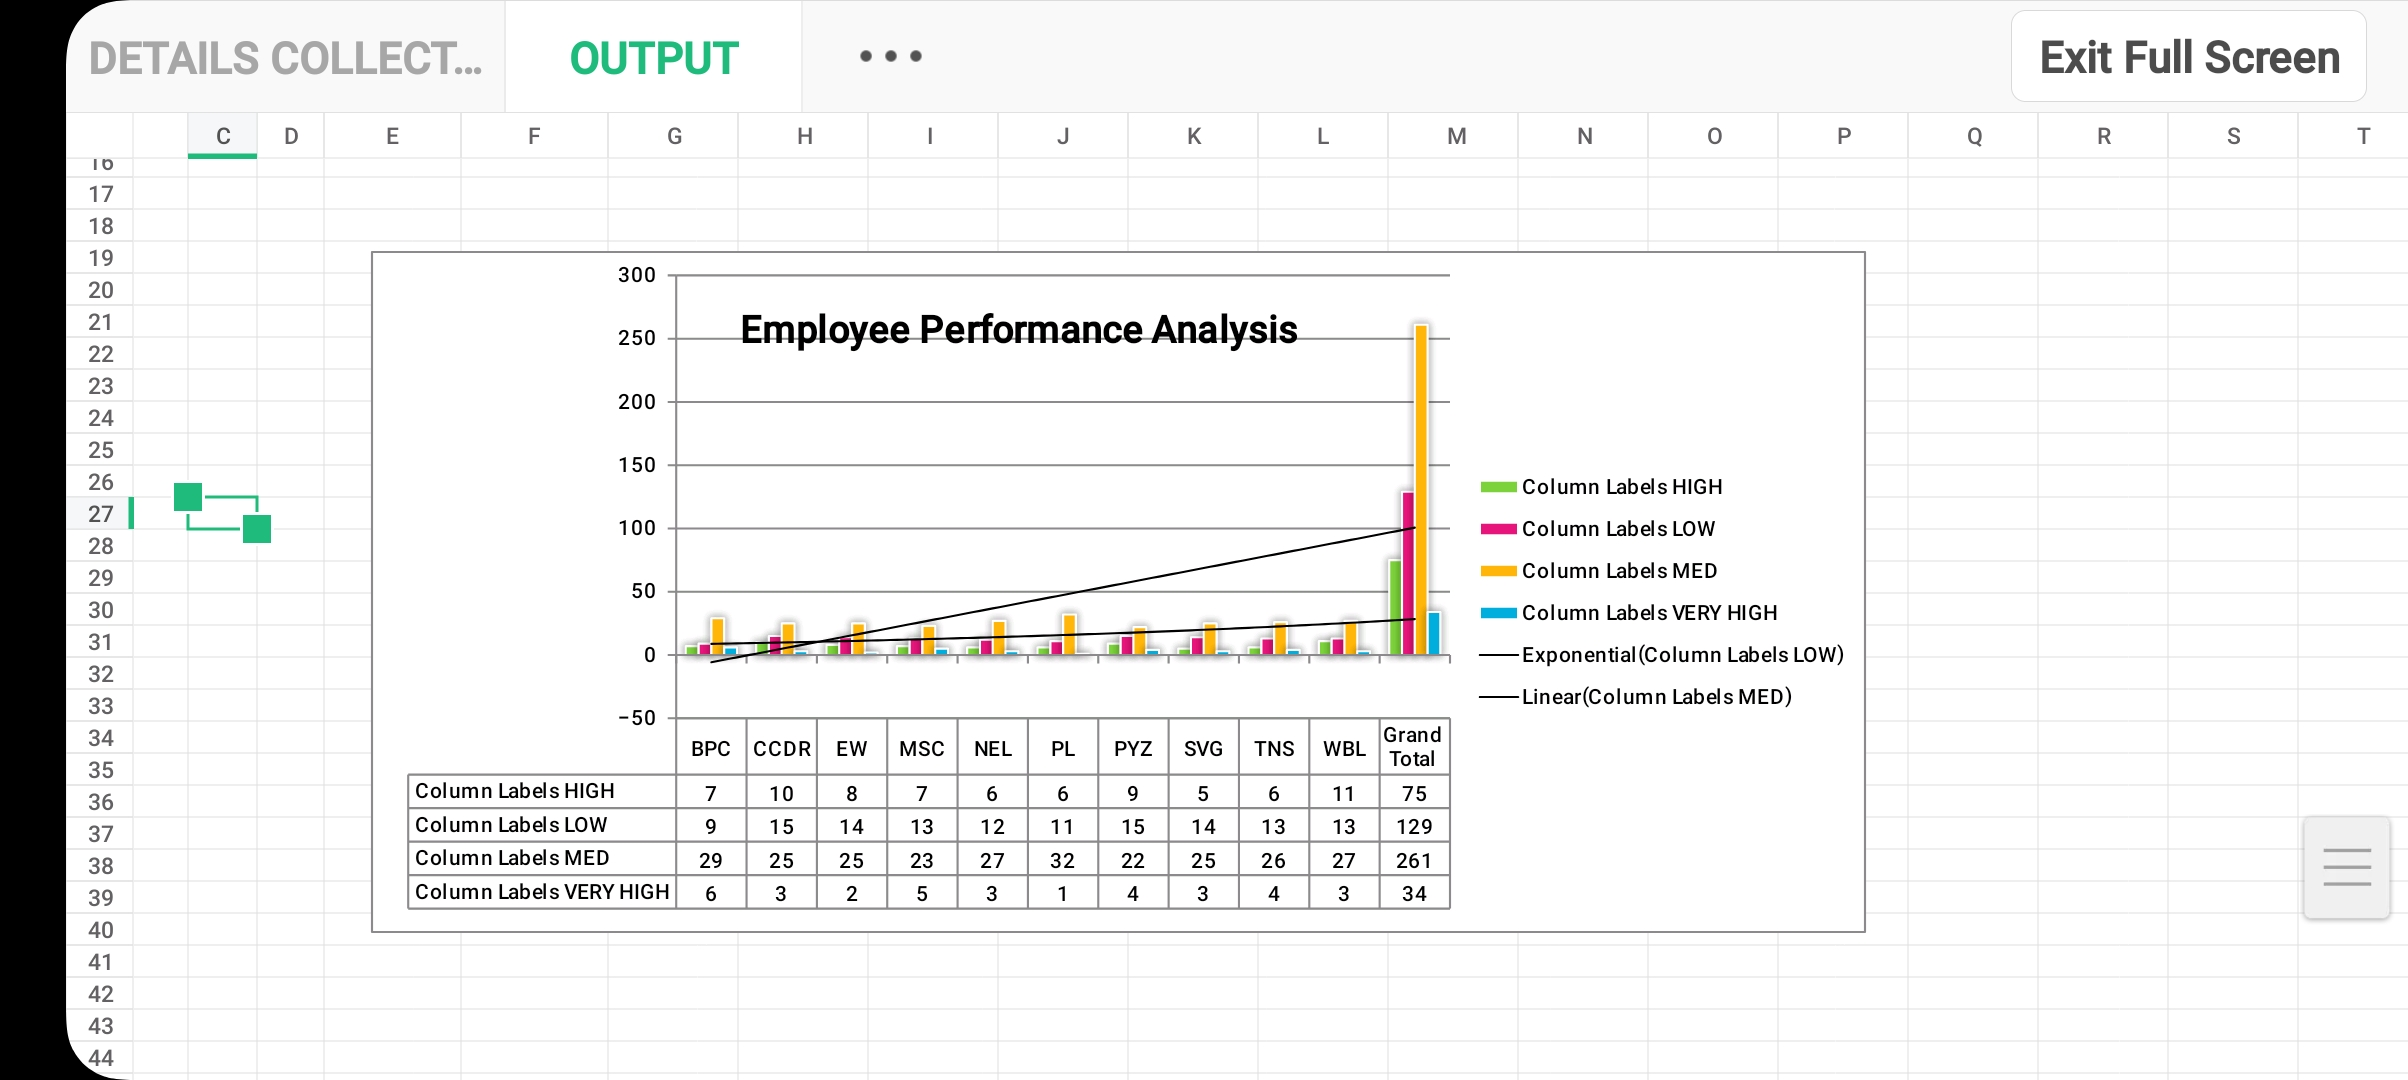 DETAILS COLLECT...
OUTPUT
•••
Exit Full Screen
C D E F G H I J K L M N O P Q R S T
16
17
18
19
20
21
22
23
24
25
26
27
28
29
30
31
32
33
34
35
36
37
38
39
40
41
42
43
44
Employee Performance Analysis
300
250
200
150
100
50
0
−50
Column Labels HIGH
Column Labels LOW
Column Labels MED
Column Labels VERY HIGH
Exponential(Column Labels LOW)
Linear(Column Labels MED)
BPC CCDR EW MSC NEL PL PYZ SVG TNS WBL Grand Total
Column Labels HIGH 7 10 8 7 6 6 9 5 6 11 75
Column Labels LOW 9 15 14 13 12 11 15 14 13 13 129
Column Labels MED 29 25 25 23 27 32 22 25 26 27 261
Column Labels VERY HIGH 6 3 2 5 3 1 4 3 4 3 34